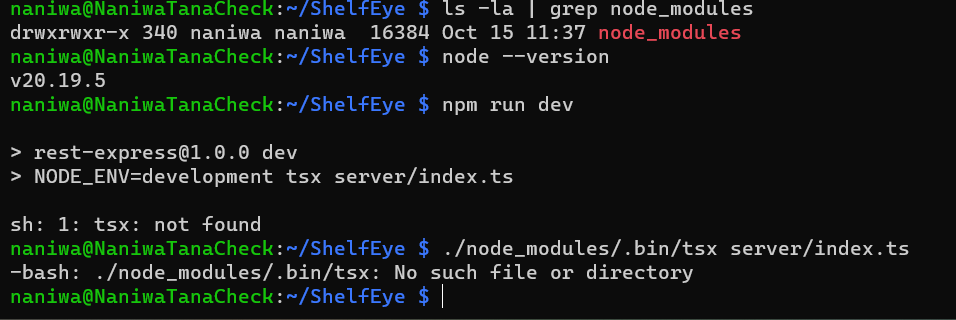 naniwa@NaniwaTanaCheck:~/ShelfEye $ ls -la | grep node_modules
drwxrwxr-x 340 naniwa naniwa  16384 Oct 15 11:37 node_modules
naniwa@NaniwaTanaCheck:~/ShelfEye $ node --version
v20.19.5
naniwa@NaniwaTanaCheck:~/ShelfEye $ npm run dev
> rest-express@1.0.0 dev
> NODE_ENV=development tsx server/index.ts
sh: 1: tsx: not found
naniwa@NaniwaTanaCheck:~/ShelfEye $ ./node_modules/.bin/tsx server/index.ts
-bash: ./node_modules/.bin/tsx: No such file or directory
naniwa@NaniwaTanaCheck:~/ShelfEye $